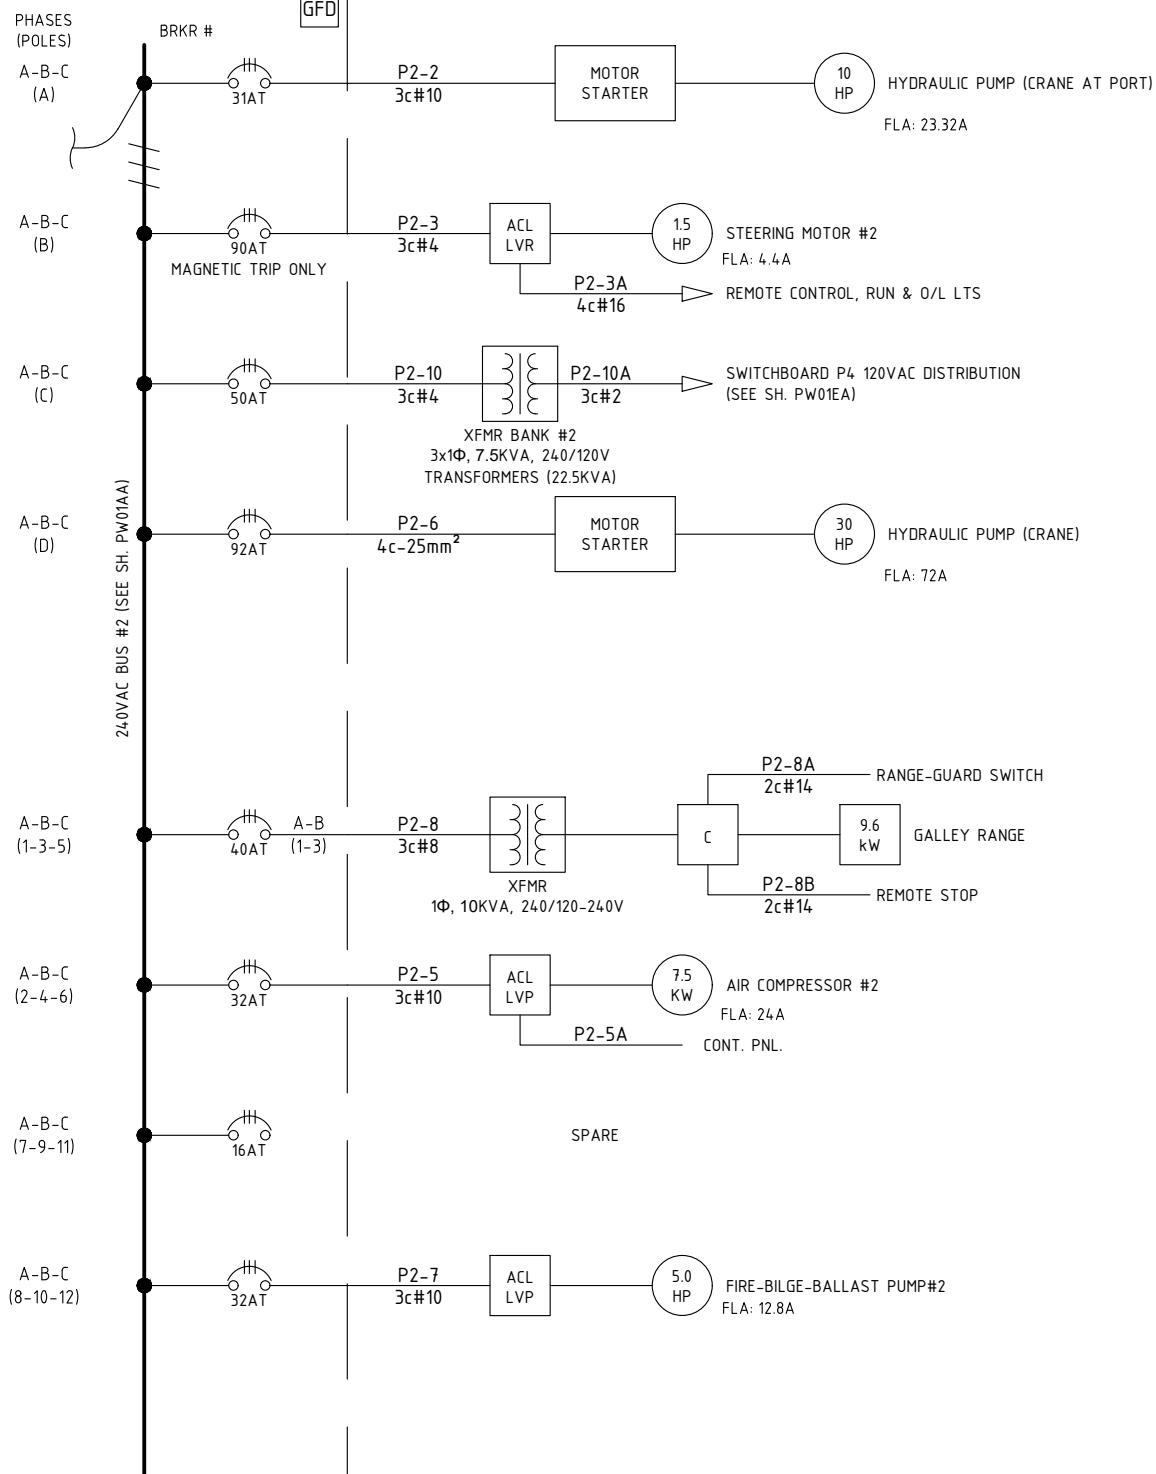 GFD
PHASES
(POLES)
BRKR #
A-B-C
(A)
31AT
P2-2
3c#10
MOTOR
STARTER
10
HP
HYDRAULIC PUMP (CRANE AT PORT)
FLA: 23.32A
A-B-C
(B)
90AT
MAGNETIC TRIP ONLY
P2-3
3c#4
ACL
LVR
1.5
HP
STEERING MOTOR #2
FLA: 4.4A
P2-3A
4c#16
REMOTE CONTROL, RUN & O/L LTS
A-B-C
(C)
50AT
P2-10
3c#4
P2-10A
3c#2
SWITCHBOARD P4 120VAC DISTRIBUTION
(SEE SH. PW01EA)
XFMR BANK #2
3x1Φ, 7.5KVA, 240/120V
TRANSFORMERS (22.5KVA)
240VAC BUS #2 (SEE SH. PW01AA)
A-B-C
(D)
92AT
P2-6
4c-25mm²
MOTOR
STARTER
30
HP
HYDRAULIC PUMP (CRANE)
FLA: 72A
A-B-C
(1-3-5)
40AT
A-B
(1-3)
P2-8
3c#8
XFMR
1Φ, 10KVA, 240/120-240V
C
P2-8A
2c#14
RANGE-GUARD SWITCH
9.6
kW
GALLEY RANGE
P2-8B
2c#14
REMOTE STOP
A-B-C
(2-4-6)
32AT
P2-5
3c#10
ACL
LVP
7.5
KW
AIR COMPRESSOR #2
FLA: 24A
P2-5A
CONT. PNL.
A-B-C
(7-9-11)
16AT
SPARE
A-B-C
(8-10-12)
32AT
P2-7
3c#10
ACL
LVP
5.0
HP
FIRE-BILGE-BALLAST PUMP#2
FLA: 12.8A